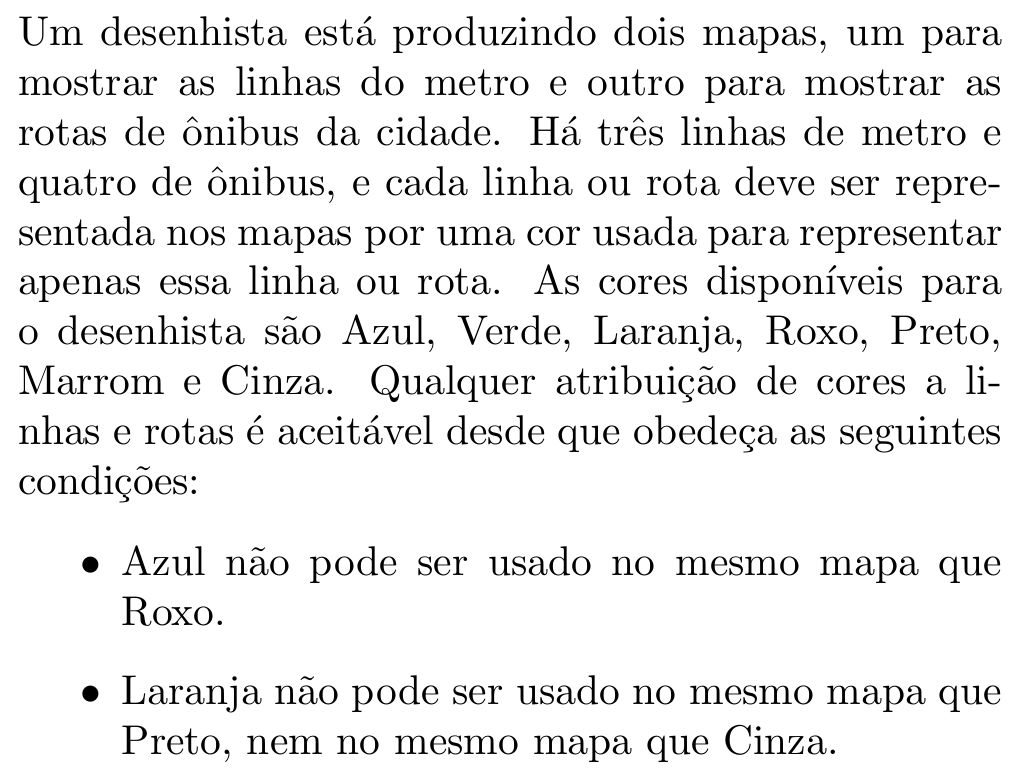 Um desenhista está produzindo dois mapas, um para
mostrar as linhas do metro e outro para mostrar as
rotas de ônibus da cidade. Há três linhas de metro e
quatro de ônibus, e cada linha ou rota deve ser repre-
sentada nos mapas por uma cor usada para representar
apenas essa linha ou rota. As cores disponíveis para
o desenhista são Azul, Verde, Laranja, Roxo, Preto,
Marrom e Cinza. Qualquer atribuição de cores a li-
nhas e rotas é aceitável desde que obedeça as seguintes
condições:
• Azul não pode ser usado no mesmo mapa que
Roxo.
• Laranja não pode ser usado no mesmo mapa que
Preto, nem no mesmo mapa que Cinza.